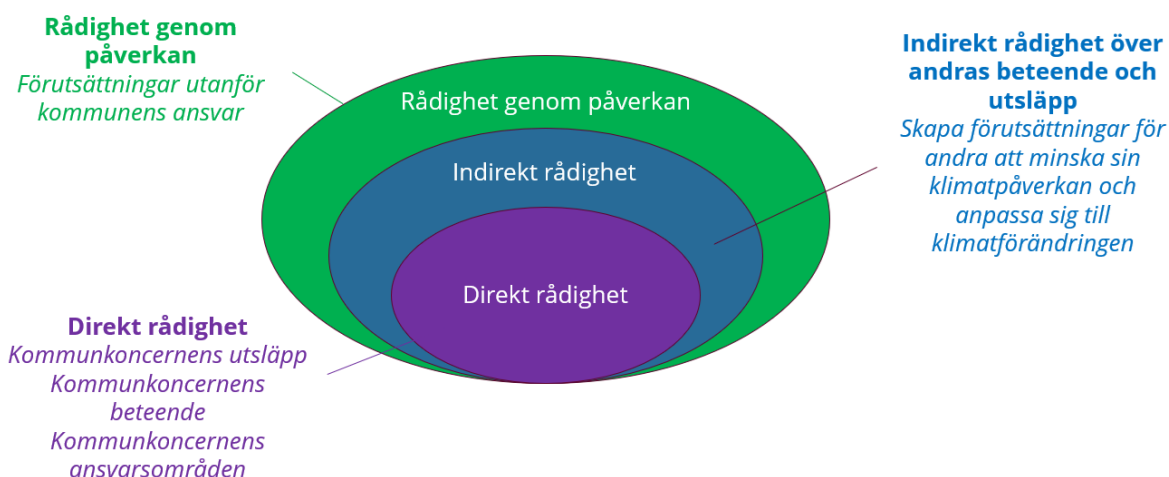 Rådighet genom
påverkan
Förutsättningar utanför
kommunens ansvar
Rådighet genom påverkan
Indirekt rådighet
Direkt rådighet
Indirekt rådighet över
andras beteende och
utsläpp
Skapa förutsättningar för
andra att minska sin
klimatpåverkan och
anpassa sig till
klimatförändringen
Direkt rådighet
Kommunkoncernens utsläpp
Kommunkoncernens
beteende
Kommunkoncernens
ansvarsområden